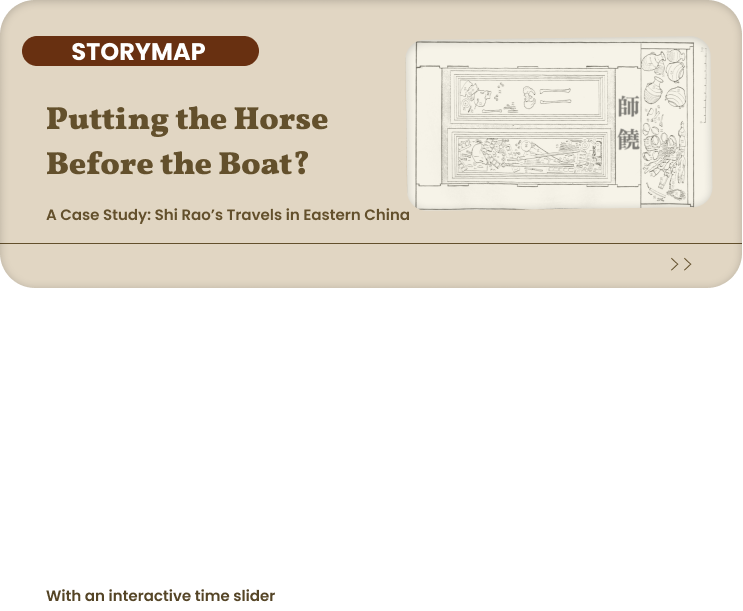 STORYMAP
Putting the Horse
Before the Boat?
A Case Study: Shi Rao’s Travels in Eastern China
師
饒
With an interactive time slider